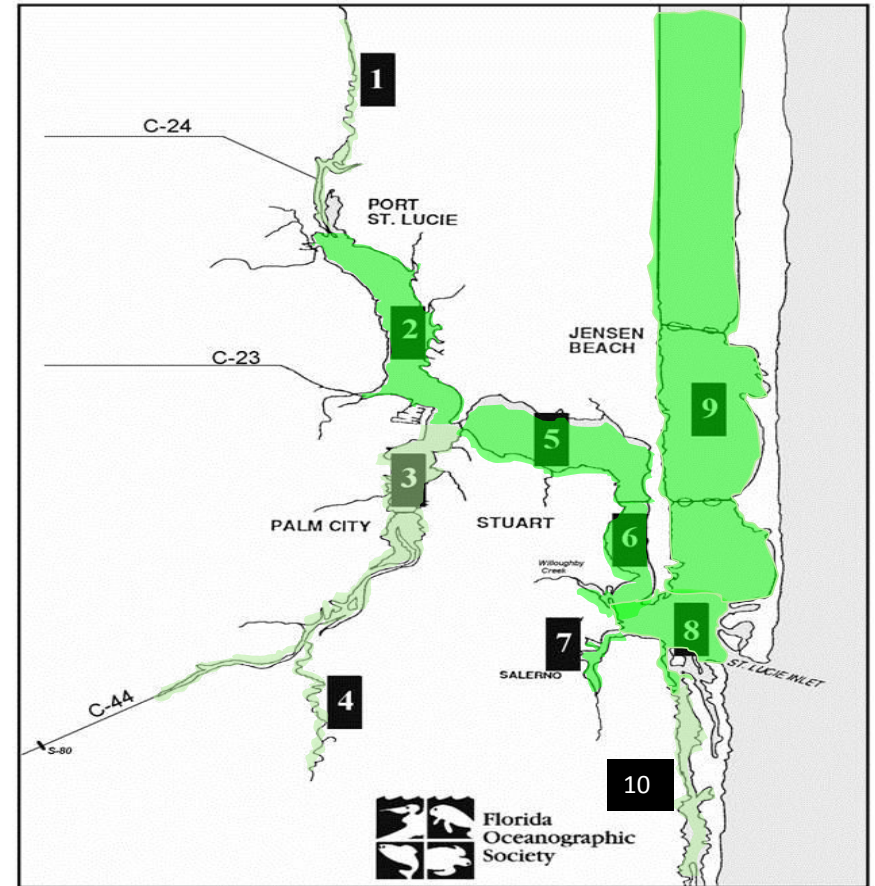 1
C-24
PORT
ST. LUCIE
2
JENSEN
BEACH
C-23
9
5
3
PALM CITY
STUART
6
Willoughby
Creek
7
8
SALERNO
ST. LUCIE INLET
4
C-44
S-80
10
Florida
Oceanographic
Society